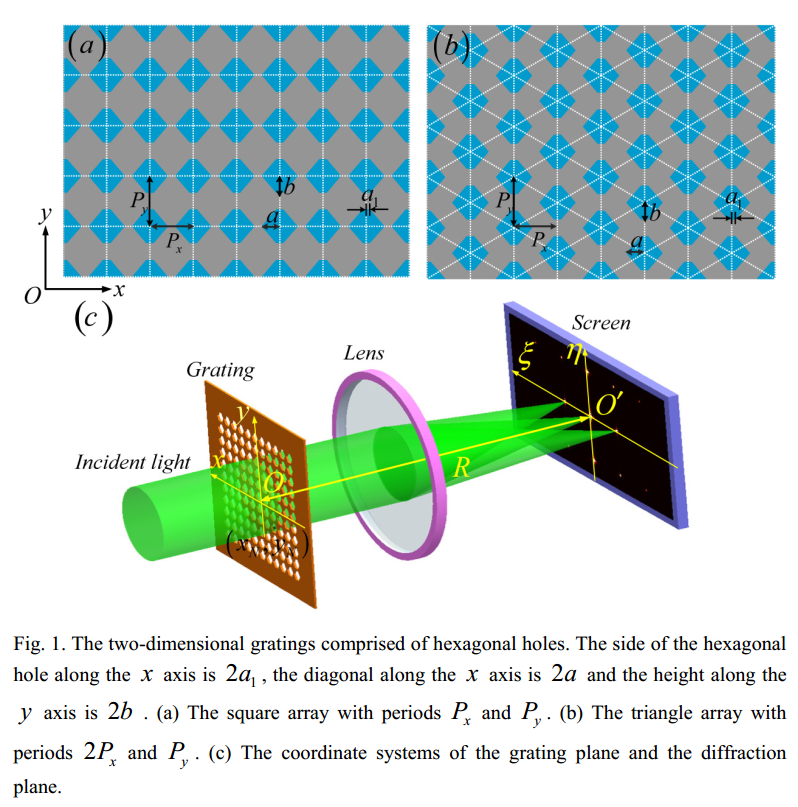 (a)
(b)
P_y
P_x
a
b
a_1
P_y
P_x
a
b
a_1
y
O
x
(c)
Grating
Lens
Screen
Incident light
y
x
O
(x_N, y_N)
R
ξ
η
O′
Fig. 1. The two-dimensional gratings comprised of hexagonal holes. The side of the hexagonal
hole along the x axis is 2a_1 , the diagonal along the x axis is 2a and the height along the
y axis is 2b . (a) The square array with periods P_x and P_y . (b) The triangle array with
periods 2P_x and P_y . (c) The coordinate systems of the grating plane and the diffraction
plane.